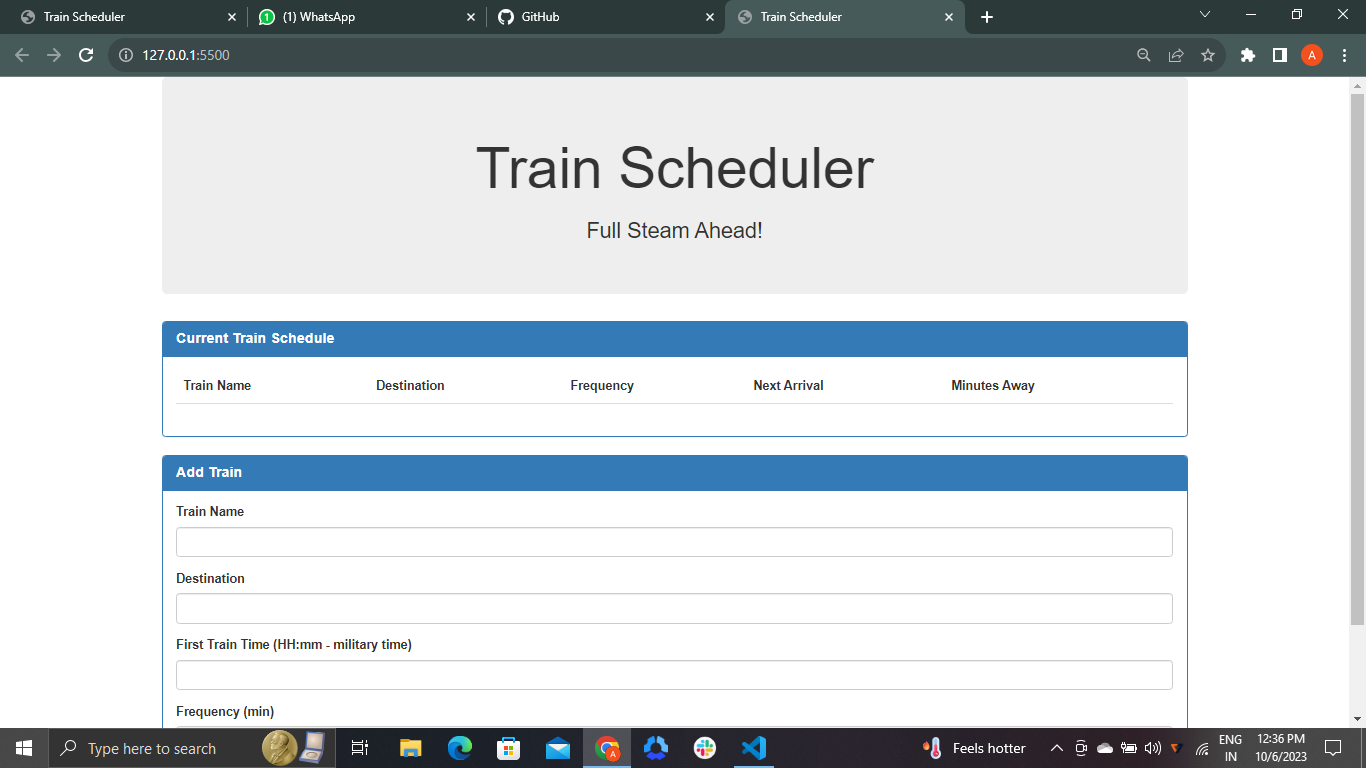 Train Scheduler
(1) WhatsApp
GitHub
Train Scheduler
127.0.0.1:5500
A
Train Scheduler
Full Steam Ahead!
Current Train Schedule
Train Name Destination Frequency Next Arrival Minutes Away
Add Train
Train Name
Destination
First Train Time (HH:mm - military time)
Frequency (min)
Type here to search
A
Feels hotter
ENG
IN
12:36 PM
10/6/2023